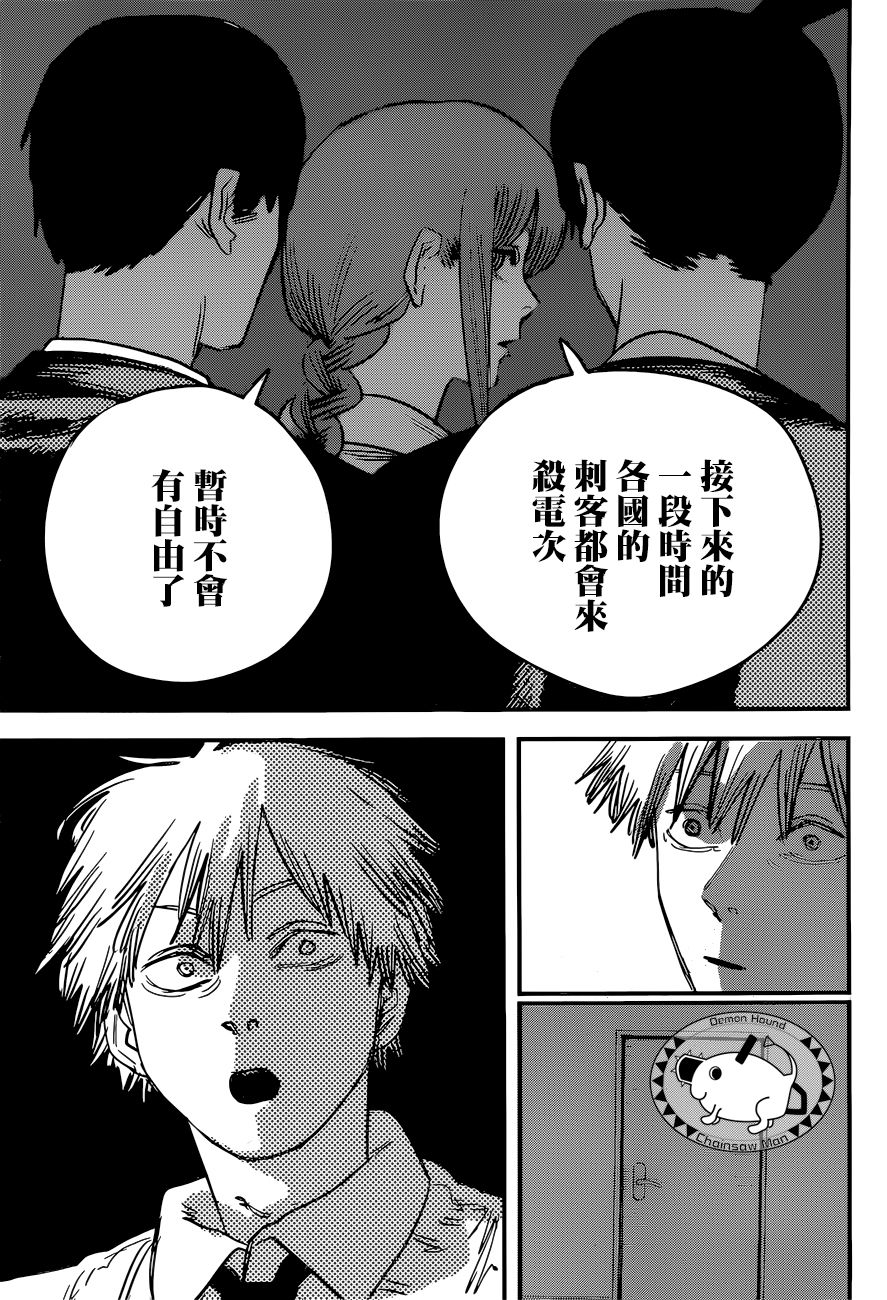 接下來的
一段時間
各國的
刺客都會來
殺電次
暫時不會
有自由了
Demon Hound
Chainsaw Man